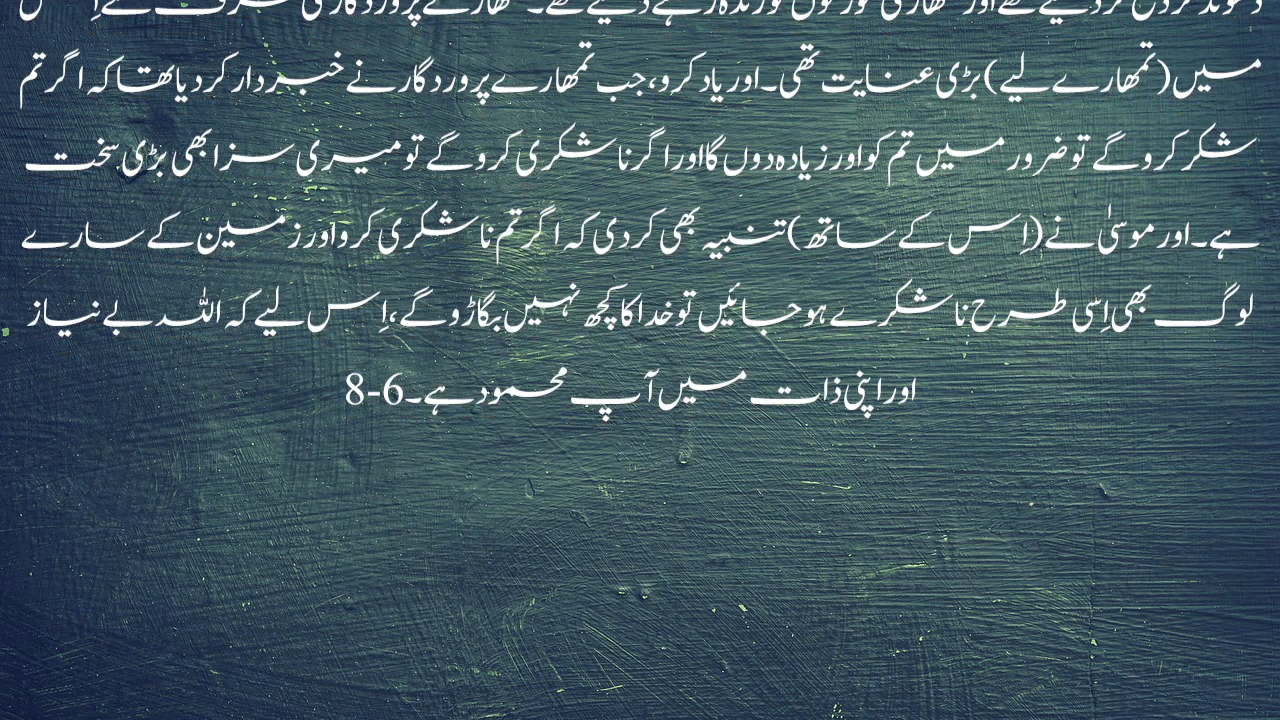 میں (تمھارے لیے) بڑی عنایت تھی۔ اور یاد کرو، جب تمھارے پروردگار نے خبردار کر دیا تھا کہ اگر تم
شکر کرو گے تو ضرور میں تم کو اور زیادہ دوں گا اور اگر ناشکری کرو گے تو میری سزا بھی بڑی سخت
ہے۔ اور موسیٰ نے (اِس کے ساتھ) تنبیہ بھی کر دی کہ اگر تم ناشکری کرو اور زمین کے سارے
لوگ بھی اِسی طرح ناشکرے ہو جائیں تو خدا کا کچھ نہیں بگاڑو گے، اِس لیے کہ اللہ بے نیاز
اور اپنی ذات میں آپ محمود ہے۔ 6-8